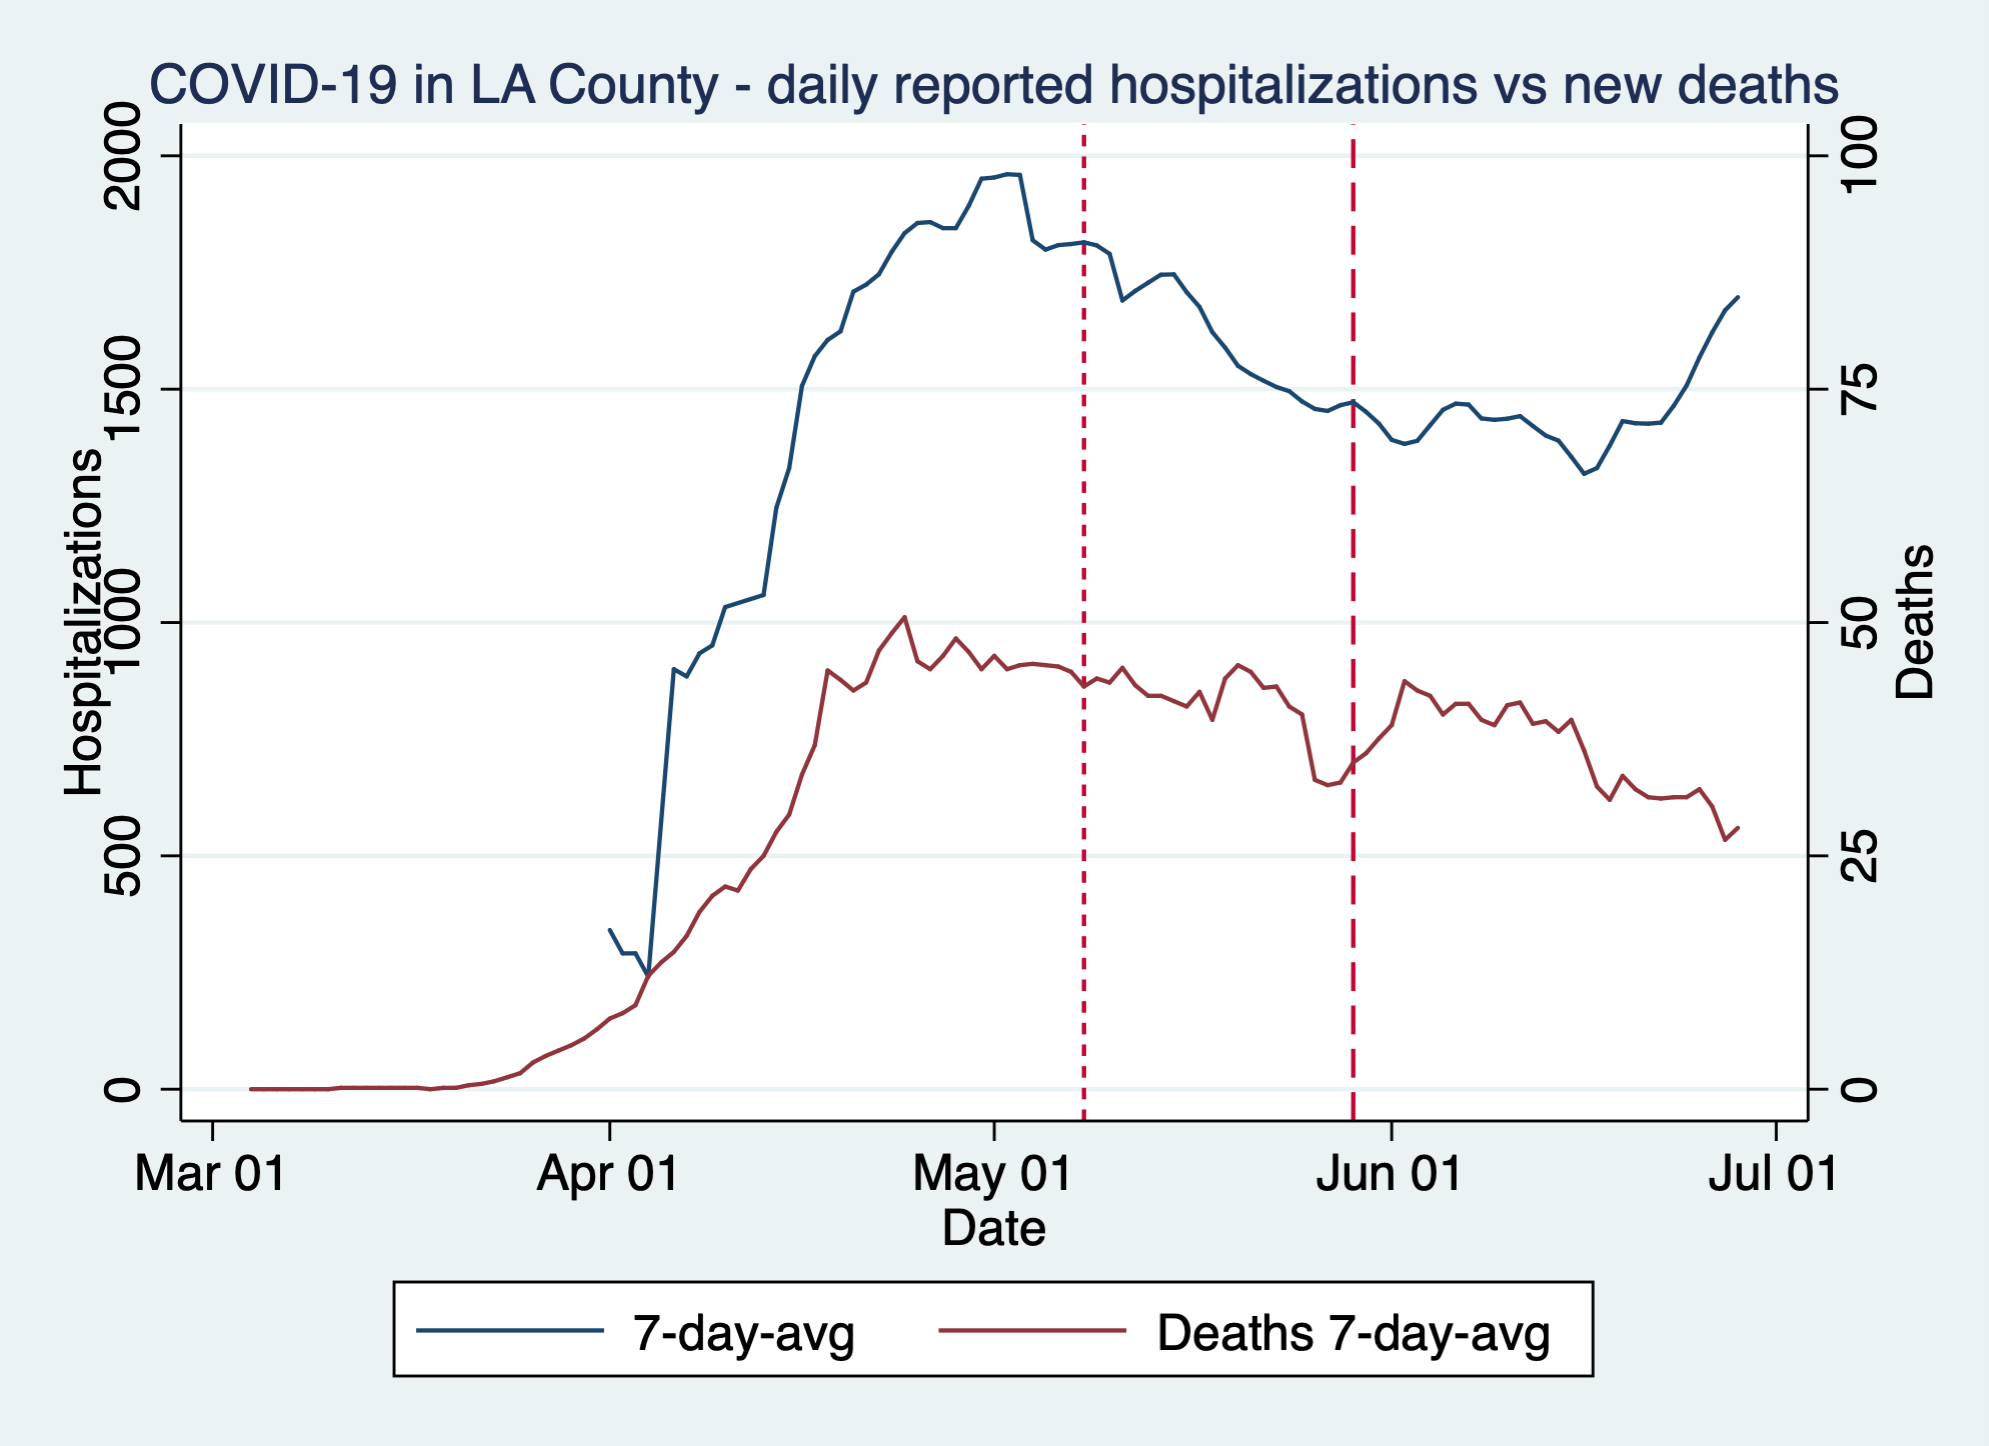 COVID-19 in LA County - daily reported hospitalizations vs new deaths
Hospitalizations
2000
1500
1000
500
0
100
75
50
25
0
Deaths
Mar 01
Apr 01
May 01
Jun 01
Jul 01
Date
7-day-avg
Deaths 7-day-avg